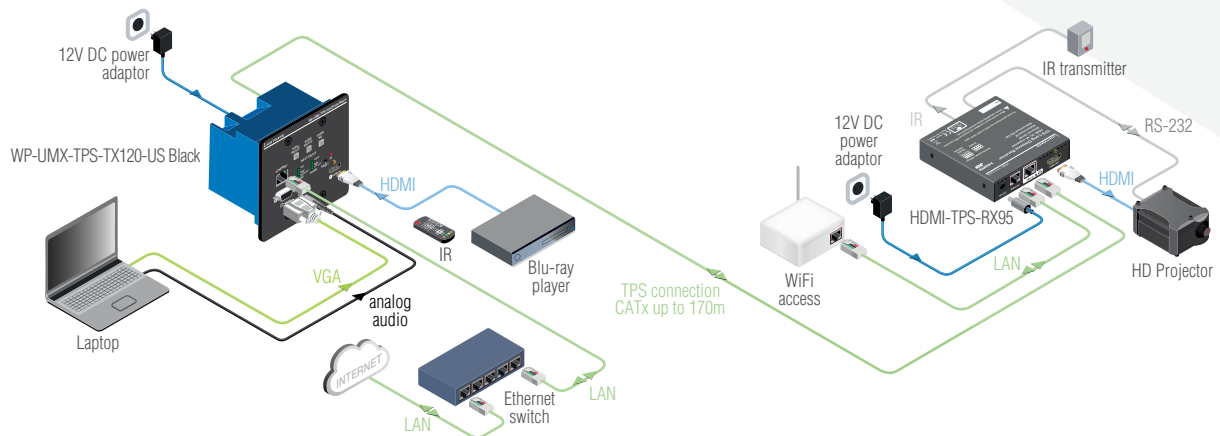 12V DC power
adaptor
WP-UMX-TPS-TX120-US Black
HDMI
IR
Blu-ray
player
VGA
analog
audio
Laptop
INTERNET
LAN
Ethernet
switch
LAN
TPS connection
CATx up to 170m
WiFi
access
12V DC
power
adaptor
IR
HDMI-TPS-RX95
LAN
HDMI
IR transmitter
RS-232
HD Projector